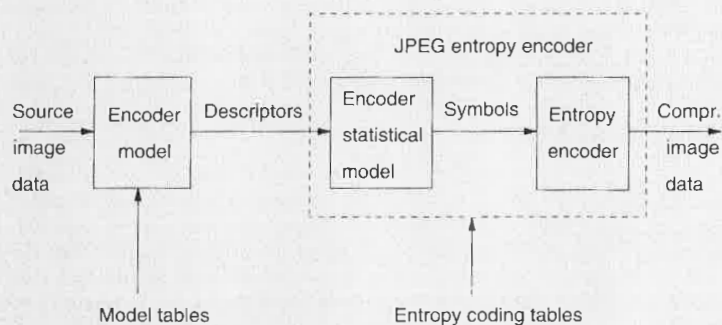 JPEG entropy encoder
Source
image
data
Encoder
model
Descriptors
Encoder
statistical
model
Symbols
Entropy
encoder
Compr.
image
data
Model tables
Entropy coding tables